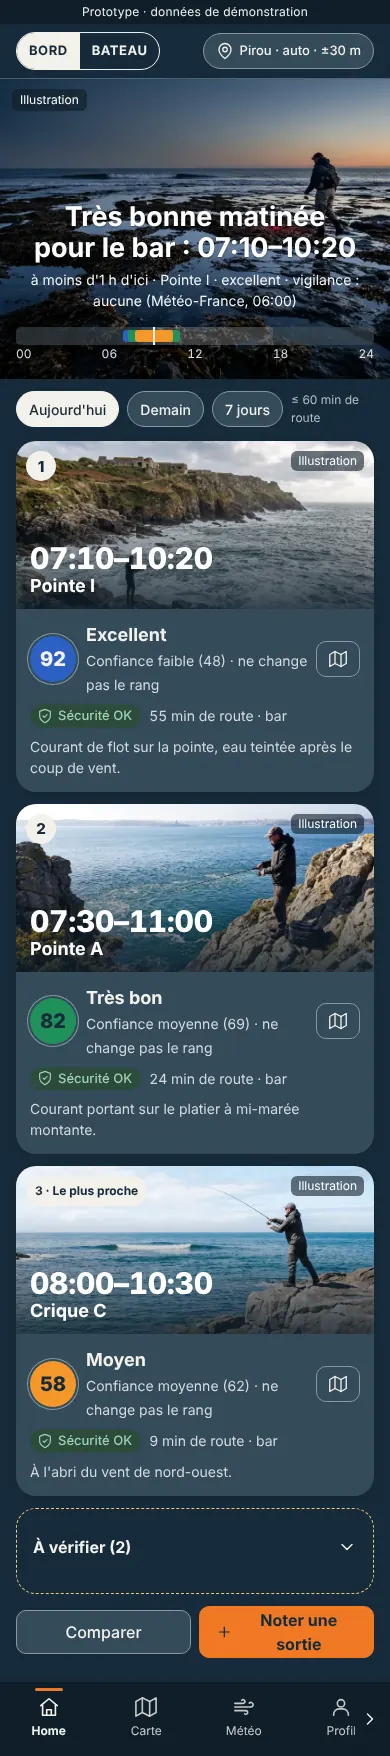 Prototype · données de démonstration
BORD
BATEAU
Pirou · auto · ±30 m
Illustration
Très bonne matinée
pour le bar : 07:10–10:20
à moins d'1 h d'ici · Pointe I · excellent · vigilance :
aucune (Météo-France, 06:00)
00 06 12 18 24
Aujourd'hui
Demain
7 jours
≤ 60 min de
route
1
Illustration
07:10–10:20
Pointe I
92
Excellent
Confiance faible (48) · ne change
pas le rang
Sécurité OK
55 min de route · bar
Courant de flot sur la pointe, eau teintée après le
coup de vent.
2
Illustration
07:30–11:00
Pointe A
82
Très bon
Confiance moyenne (69) · ne
change pas le rang
Sécurité OK
24 min de route · bar
Courant portant sur le platier à mi-marée
montante.
3 · Le plus proche
Illustration
08:00–10:30
Crique C
58
Moyen
Confiance moyenne (62) · ne
change pas le rang
Sécurité OK
9 min de route · bar
À l'abri du vent de nord-ouest.
À vérifier (2)
Comparer
Noter une
sortie
Home
Carte
Météo
Profil